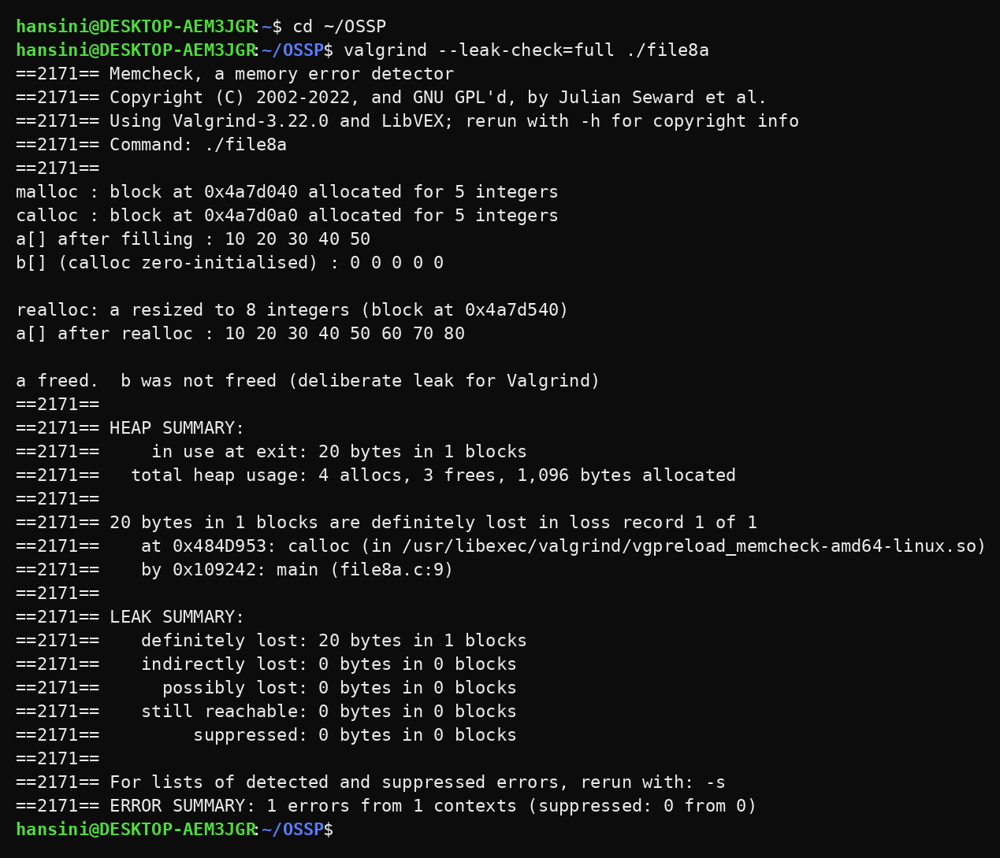 hansini@DESKTOP-AEM3JGR:~$ cd ~/OSSP
hansini@DESKTOP-AEM3JGR:~/OSSP$ valgrind --leak-check=full ./file8a
==2171== Memcheck, a memory error detector
==2171== Copyright (C) 2002-2022, and GNU GPL'd, by Julian Seward et al.
==2171== Using Valgrind-3.22.0 and LibVEX; rerun with -h for copyright info
==2171== Command: ./file8a
==2171==
malloc : block at 0x4a7d040 allocated for 5 integers
calloc : block at 0x4a7d0a0 allocated for 5 integers
a[] after filling : 10 20 30 40 50
b[] (calloc zero-initialised) : 0 0 0 0 0

realloc: a resized to 8 integers (block at 0x4a7d540)
a[] after realloc : 10 20 30 40 50 60 70 80

a freed.  b was not freed (deliberate leak for Valgrind)
==2171==
==2171== HEAP SUMMARY:
==2171==     in use at exit: 20 bytes in 1 blocks
==2171==   total heap usage: 4 allocs, 3 frees, 1,096 bytes allocated
==2171==
==2171== 20 bytes in 1 blocks are definitely lost in loss record 1 of 1
==2171==    at 0x484D953: calloc (in /usr/libexec/valgrind/vgpreload_memcheck-amd64-linux.so)
==2171==    by 0x109242: main (file8a.c:9)
==2171==
==2171== LEAK SUMMARY:
==2171==    definitely lost: 20 bytes in 1 blocks
==2171==    indirectly lost: 0 bytes in 0 blocks
==2171==      possibly lost: 0 bytes in 0 blocks
==2171==    still reachable: 0 bytes in 0 blocks
==2171==         suppressed: 0 bytes in 0 blocks
==2171==
==2171== For lists of detected and suppressed errors, rerun with: -s
==2171== ERROR SUMMARY: 1 errors from 1 contexts (suppressed: 0 from 0)
hansini@DESKTOP-AEM3JGR:~/OSSP$